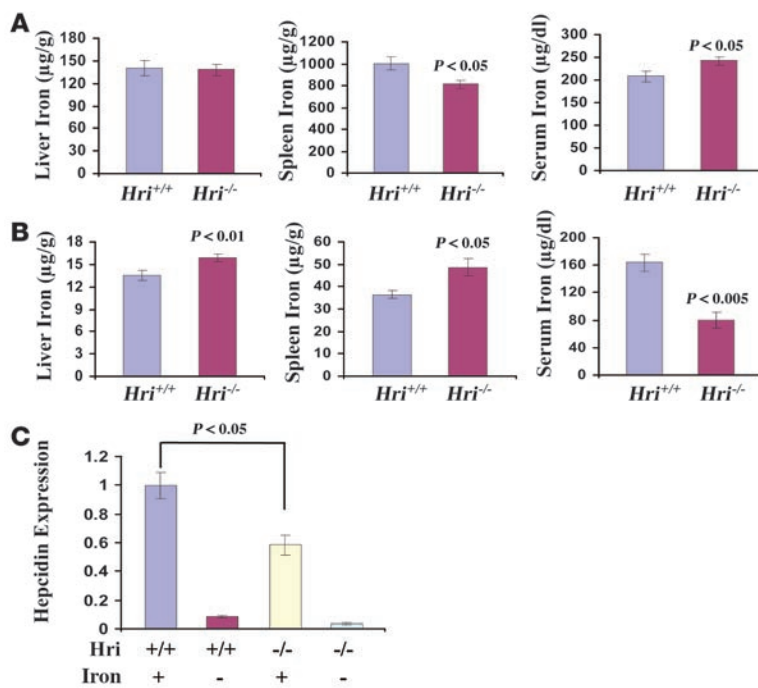 A
Liver Iron (µg/g)
180
150
120
90
60
30
0
Hri+/+ Hri-/-
Spleen Iron (µg/g)
1200
1000
800
600
400
200
0
P < 0.05
Hri+/+ Hri-/-
Serum Iron (µg/dl)
300
250
200
150
100
50
0
P < 0.05
Hri+/+ Hri-/-
B
Liver Iron (µg/g)
18
15
12
9
6
3
0
P < 0.01
Hri+/+ Hri-/-
Spleen Iron (µg/g)
60
50
40
30
20
10
0
P < 0.05
Hri+/+ Hri-/-
Serum Iron (µg/dl)
200
160
120
80
40
0
P < 0.005
Hri+/+ Hri-/-
C
P < 0.05
Hepcidin Expression
1.2
1
0.8
0.6
0.4
0.2
0
Hri +/+ +/+ -/- -/-
Iron + - + -